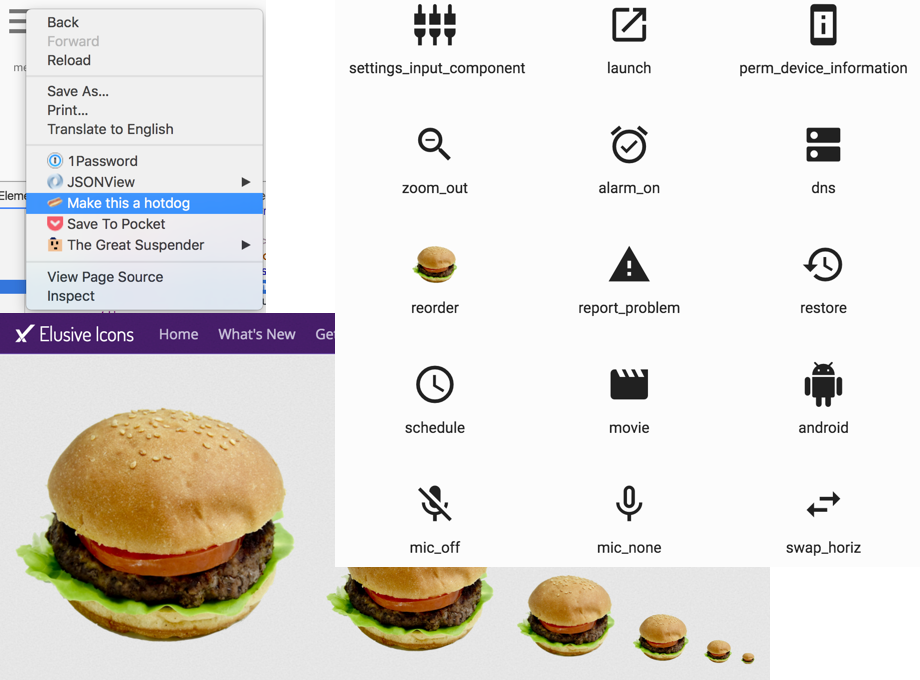 Back
Forward
Reload
Save As...
Print...
Translate to English
1Password
JSONView
Make this a hotdog
Save To Pocket
The Great Suspender
View Page Source
Inspect
me
Eleme
Elusive Icons Home What's New Ge
settings_input_component launch perm_device_information
zoom_out alarm_on dns
reorder report_problem restore
schedule movie android
mic_off mic_none swap_horiz